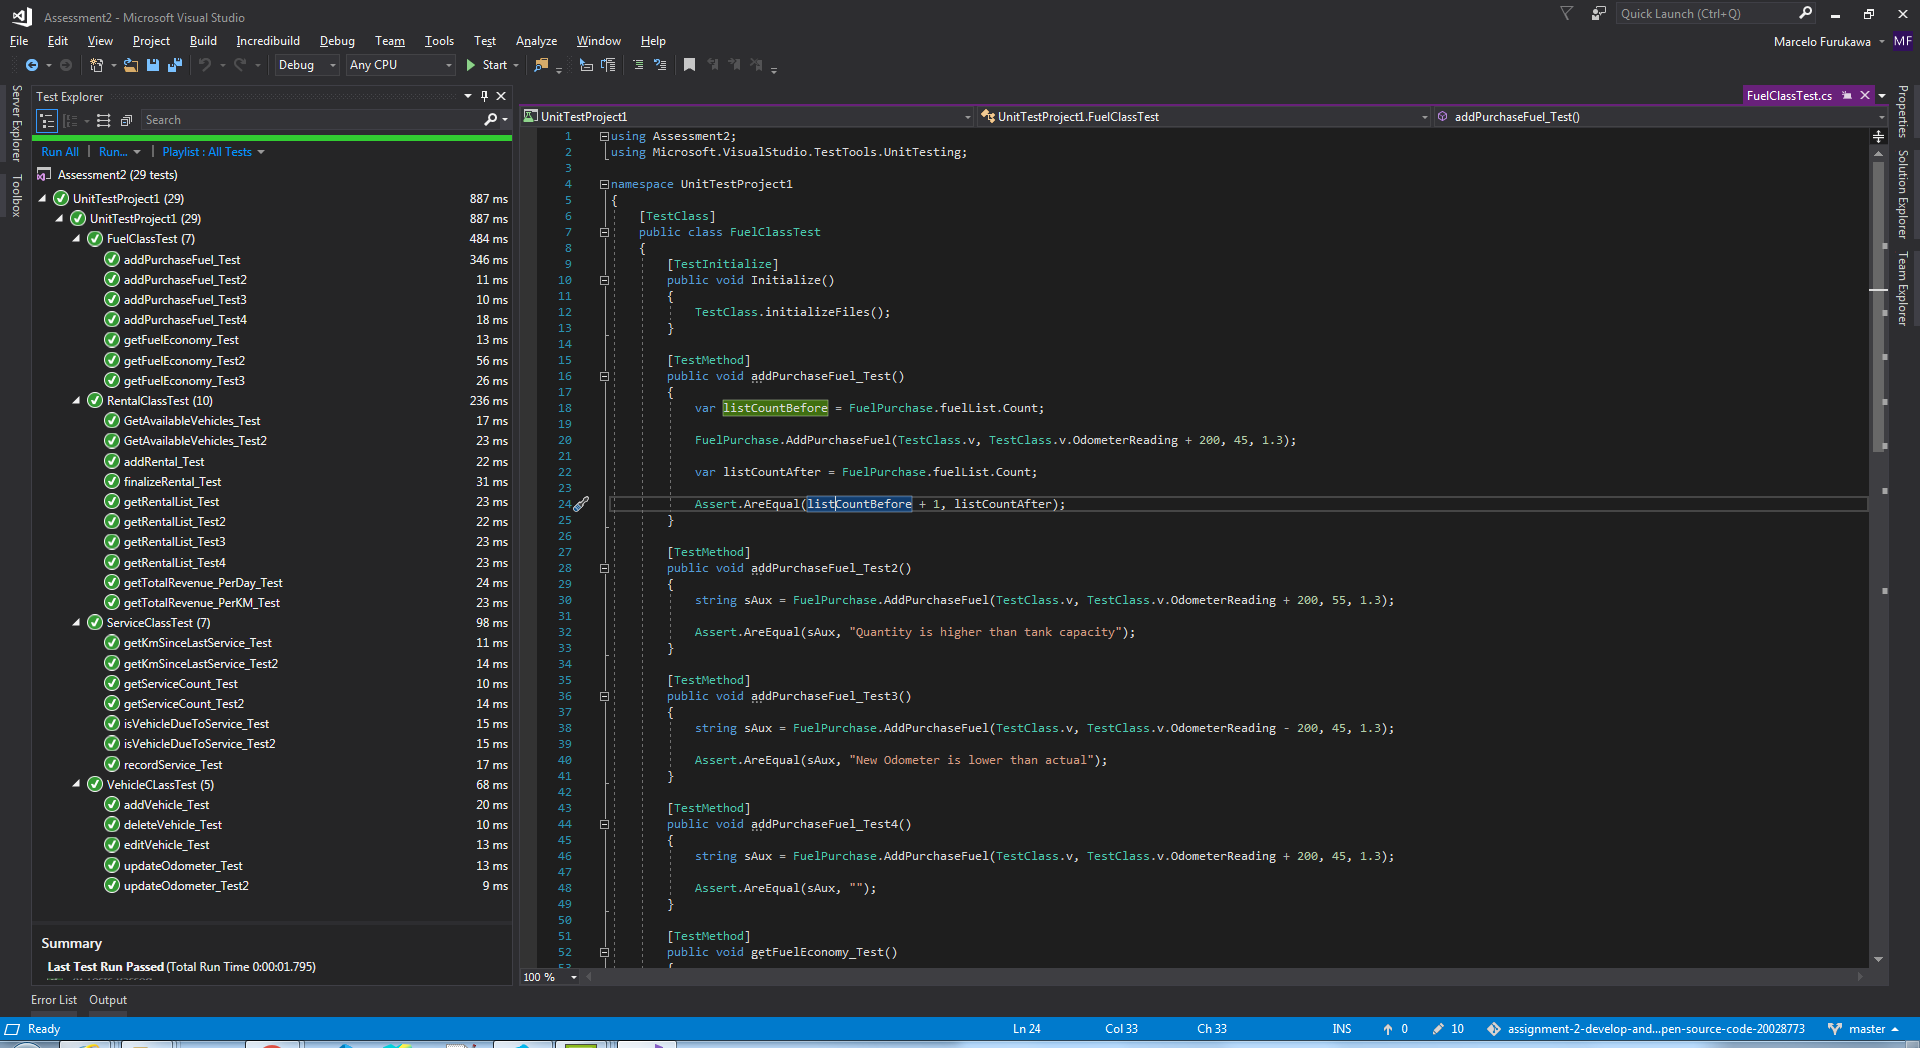 Assessment2 - Microsoft Visual Studio
Quick Launch (Ctrl+Q)
File Edit View Project Build Incredibuild Debug Team Tools Test Analyze Window Help
Marcelo Furukawa MF
Debug Any CPU Start
Server Explorer
Toolbox
Test Explorer
Search
Run All | Run... | Playlist : All Tests
Assessment2 (29 tests)
UnitTestProject1 (29) 887 ms
UnitTestProject1 (29) 887 ms
FuelClassTest (7) 484 ms
addPurchaseFuel_Test 346 ms
addPurchaseFuel_Test2 11 ms
addPurchaseFuel_Test3 10 ms
addPurchaseFuel_Test4 18 ms
getFuelEconomy_Test 13 ms
getFuelEconomy_Test2 56 ms
getFuelEconomy_Test3 26 ms
RentalClassTest (10) 236 ms
GetAvailableVehicles_Test 17 ms
GetAvailableVehicles_Test2 23 ms
addRental_Test 22 ms
finalizeRental_Test 31 ms
getRentalList_Test 23 ms
getRentalList_Test2 22 ms
getRentalList_Test3 23 ms
getRentalList_Test4 23 ms
getTotalRevenue_PerDay_Test 24 ms
getTotalRevenue_PerKM_Test 23 ms
ServiceClassTest (7) 98 ms
getKmSinceLastService_Test 11 ms
getKmSinceLastService_Test2 14 ms
getServiceCount_Test 10 ms
getServiceCount_Test2 14 ms
isVehicleDueToService_Test 15 ms
isVehicleDueToService_Test2 15 ms
recordService_Test 17 ms
VehicleCLassTest (5) 68 ms
addVehicle_Test 20 ms
deleteVehicle_Test 10 ms
editVehicle_Test 13 ms
updateOdometer_Test 13 ms
updateOdometer_Test2 9 ms
Summary
Last Test Run Passed (Total Run Time 0:00:01.795)
Error List Output
FuelClassTest.cs
UnitTestProject1 UnitTestProject1.FuelClassTest addPurchaseFuel_Test()
1 using Assessment2;
2 using Microsoft.VisualStudio.TestTools.UnitTesting;
3
4 namespace UnitTestProject1
5 {
6 [TestClass]
7 public class FuelClassTest
8 {
9 [TestInitialize]
10 public void Initialize()
11 {
12 TestClass.initializeFiles();
13 }
14
15 [TestMethod]
16 public void addPurchaseFuel_Test()
17 {
18 var listCountBefore = FuelPurchase.fuelList.Count;
19
20 FuelPurchase.AddPurchaseFuel(TestClass.v, TestClass.v.OdometerReading + 200, 45, 1.3);
21
22 var listCountAfter = FuelPurchase.fuelList.Count;
23
24 Assert.AreEqual(listCountBefore + 1, listCountAfter);
25 }
26
27 [TestMethod]
28 public void addPurchaseFuel_Test2()
29 {
30 string sAux = FuelPurchase.AddPurchaseFuel(TestClass.v, TestClass.v.OdometerReading + 200, 55, 1.3);
31
32 Assert.AreEqual(sAux, "Quantity is higher than tank capacity");
33 }
34
35 [TestMethod]
36 public void addPurchaseFuel_Test3()
37 {
38 string sAux = FuelPurchase.AddPurchaseFuel(TestClass.v, TestClass.v.OdometerReading - 200, 45, 1.3);
39
40 Assert.AreEqual(sAux, "New Odometer is lower than actual");
41 }
42
43 [TestMethod]
44 public void addPurchaseFuel_Test4()
45 {
46 string sAux = FuelPurchase.AddPurchaseFuel(TestClass.v, TestClass.v.OdometerReading + 200, 45, 1.3);
47
48 Assert.AreEqual(sAux, "");
49 }
50
51 [TestMethod]
52 public void getFuelEconomy_Test()
53 {
100 %
Properties
Solution Explorer
Team Explorer
Ready Ln 24 Col 33 Ch 33 INS 0 10 assignment-2-develop-and...pen-source-code-20028773 master